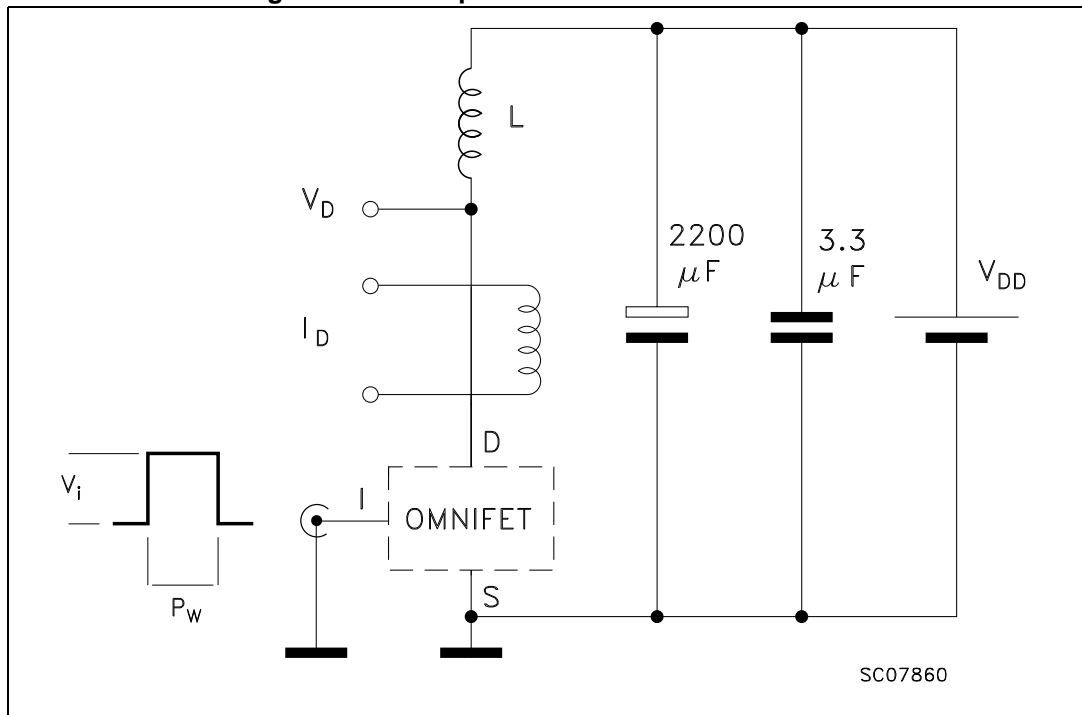 L
V_D
2200
μF
3.3
μF
V_DD
I_D
D
V_i
I
OMNIFET
S
P_W
SC07860